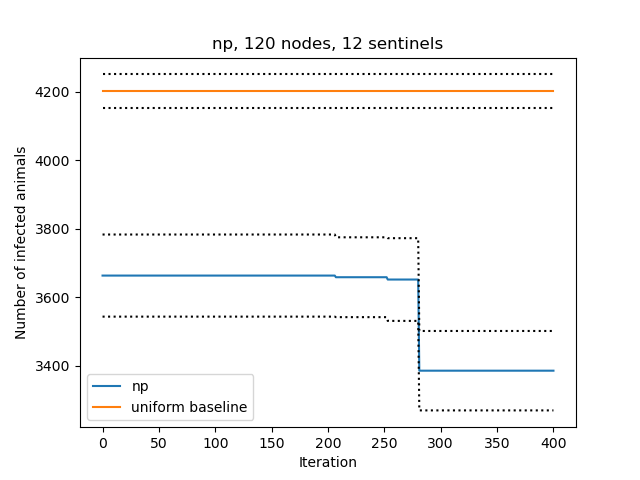 np, 120 nodes, 12 sentinels
4200
4000
3800
3600
3400
Number of infected animals
np
uniform baseline
0 50 100 150 200 250 300 350 400
Iteration